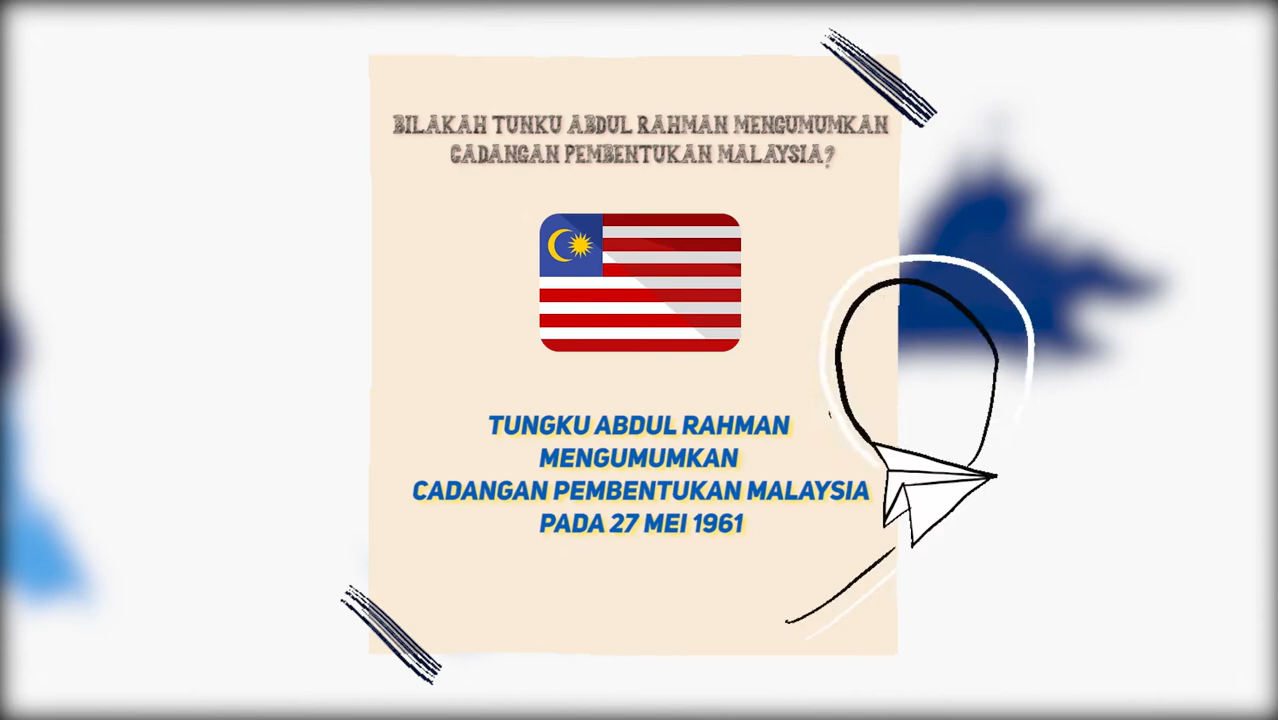 BILAKAH TUNKU ABDUL RAHMAN MENGUMUMKAN
CADANGAN PEMBENTUKAN MALAYSIA?
TUNGKU ABDUL RAHMAN
MENGUMUMKAN
CADANGAN PEMBENTUKAN MALAYSIA
PADA 27 MEI 1961